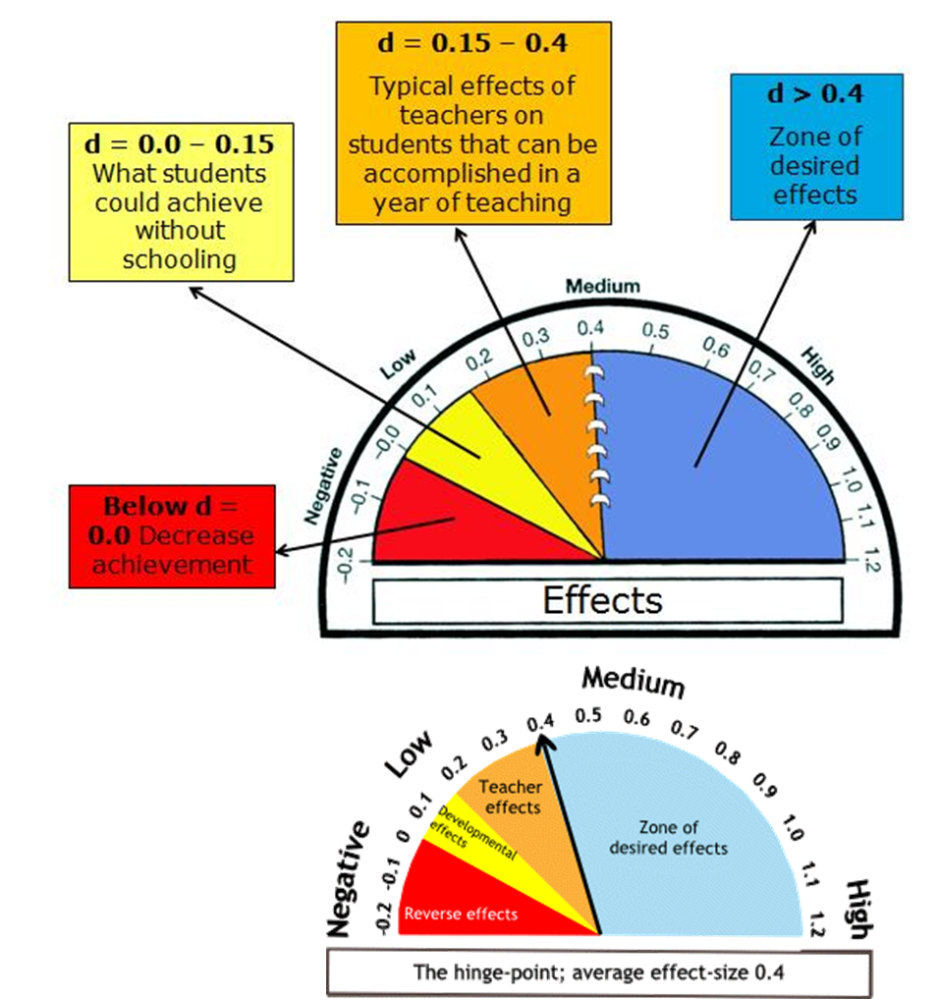 d = 0.15 – 0.4
Typical effects of
teachers on
students that can be
accomplished in a
year of teaching
d > 0.4
Zone of
desired
effects
d = 0.0 – 0.15
What students
could achieve
without
schooling
Below d =
0.0 Decrease
achievement
Negative
Low
Medium
High
-0.2
-0.1
-0.0
0.1
0.2
0.3
0.4
0.5
0.6
0.7
0.8
0.9
1.0
1.1
1.2
Effects
Negative
Low
Medium
High
-0.2
-0.1
0
0.1
0.2
0.3
0.4
0.5
0.6
0.7
0.8
0.9
1.0
1.1
1.2
Reverse effects
Developmental
effects
Teacher
effects
Zone of
desired effects
The hinge-point; average effect-size 0.4